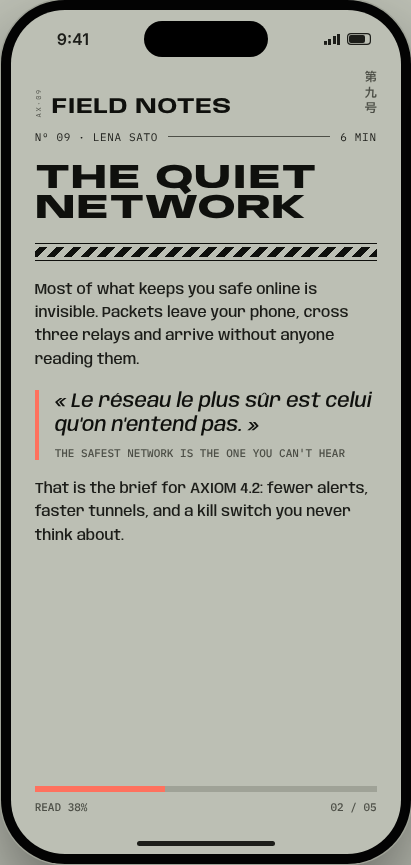 9:41
AX-09
FIELD NOTES
第九号
Nº 09 · LENA SATO
6 MIN
THE QUIET
NETWORK
Most of what keeps you safe online is
invisible. Packets leave your phone, cross
three relays and arrive without anyone
reading them.
« Le réseau le plus sûr est celui
qu'on n'entend pas. »
THE SAFEST NETWORK IS THE ONE YOU CAN'T HEAR
That is the brief for AXIOM 4.2: fewer alerts,
faster tunnels, and a kill switch you never
think about.
READ 38%
02 / 05